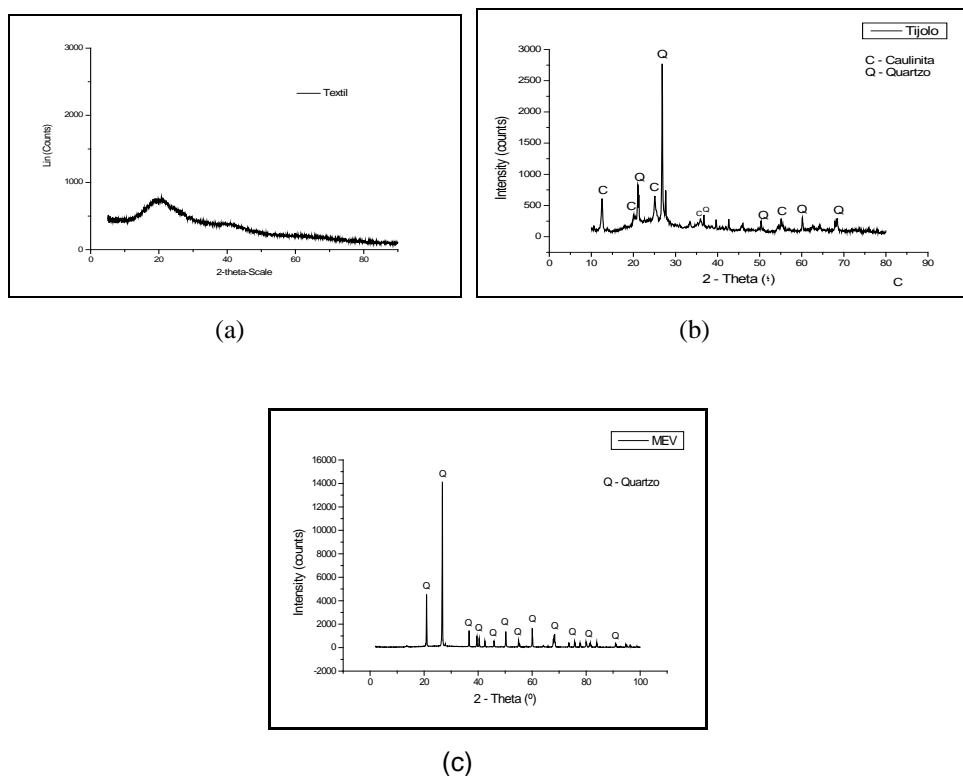 3000
2000
1000
0
Lin (Counts)
Textil
0
20
40
60
80
2-theta-Scale
(a)
Tijolo
C - Caulinita
Q - Quartzo
3000
2500
2000
1500
1000
500
0
Intensity (counts)
C
C
Q
C
Q
C
Q
Q
C
Q
Q
0
10
20
30
40
50
60
70
80
90
2 - Theta
C
(b)
MEV
Q - Quartzo
16000
14000
12000
10000
8000
6000
4000
2000
0
-2000
Intensity (counts)
Q
Q
Q
Q
Q
Q
Q
Q
Q
Q
Q
Q
0
20
40
60
80
100
2 - Theta (º)
(c)